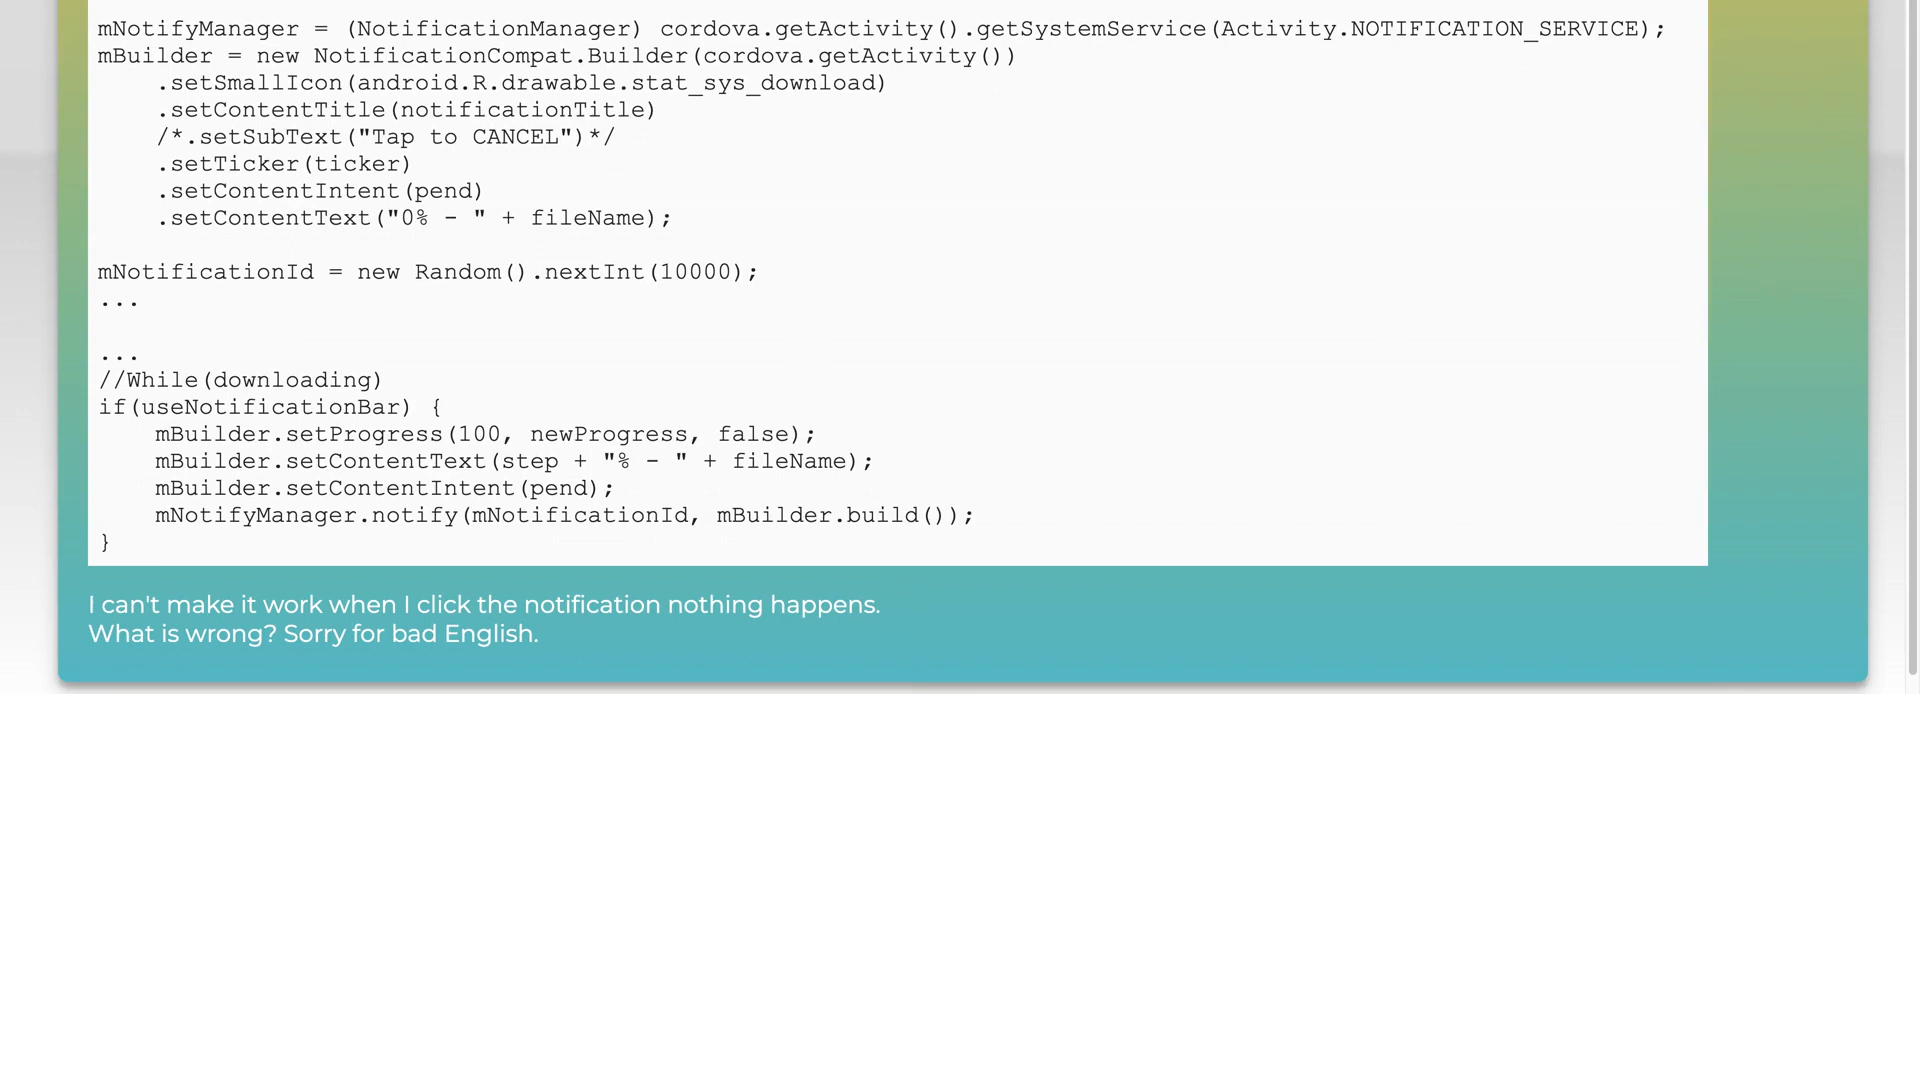 mNotifyManager = (NotificationManager) cordova.getActivity().getSystemService(Activity.NOTIFICATION_SERVICE);
mBuilder = new NotificationCompat.Builder(cordova.getActivity())
    .setSmallIcon(android.R.drawable.stat_sys_download)
    .setContentTitle(notificationTitle)
    /*.setSubText("Tap to CANCEL")*/
    .setTicker(ticker)
    .setContentIntent(pend)
    .setContentText("0% - " + fileName);

mNotificationId = new Random().nextInt(10000);
...

...
//While(downloading)
if(useNotificationBar) {
    mBuilder.setProgress(100, newProgress, false);
    mBuilder.setContentText(step + "% - " + fileName);
    mBuilder.setContentIntent(pend);
    mNotifyManager.notify(mNotificationId, mBuilder.build());
}
I can't make it work when I click the notification nothing happens.
What is wrong? Sorry for bad English.